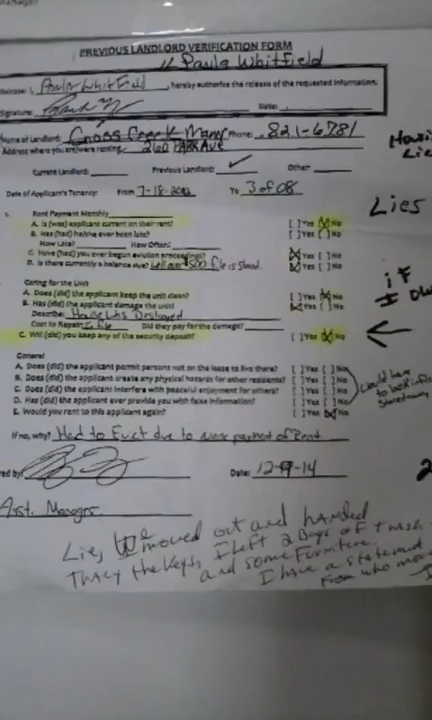 PREVIOUS LANDLORD VERIFICATION FORM
Paula Whitfield
I, Paula Whitfield, hereby authorize the release of the requested information.
Signature: Date:
Name of Landlord: Cross Creek Manor Phone: 821-6781
Address where you are/were renting: 260 PARK Ave
Current Landlord: Previous Landlord: ✓ Other:
Date of Applicant's Tenancy: From 7-18- To 3 of 08
Lies
Rent Payment Monthly
A. Is (was) applicant current on their rent? [ ] Yes [X] No
B. Has (had) he/she ever been late? [ ] Yes [ ] No
How Late? How Often?
C. Have (had) you ever begun eviction proceedings? [X] Yes [ ] No
D. Is there currently a balance due? [X] Yes [ ] No
Caring for the Unit
A. Does (did) the applicant keep the unit clean? [ ] Yes [X] No
B. Has (did) the applicant damage the unit? [X] Yes [ ] No
Describe: House was Destroyed
Cost to Repair: Did they pay for the damage?
C. Will (did) you keep any of the security deposit? [ ] Yes [X] No
if
I
General
A. Does (did) the applicant permit persons not on the lease to live there? [ ] Yes [ ] No
B. Does (did) the applicant create any physical hazards for other residents? [ ] Yes [ ] No
C. Does (did) the applicant interfere with peaceful enjoyment for others? [ ] Yes [ ] No
D. Has (did) the applicant ever provide you with false information? [ ] Yes [ ] No
E. Would you rent to this applicant again? [ ] Yes [X] No
If no, why? Had to Evict due to none payment of Rent
Date: 12-9-14
Asst. Manager
Lies, We moved out and handed
the keys, I left 2 Bags of Trash
and some Furniture.
I have a statement
from who